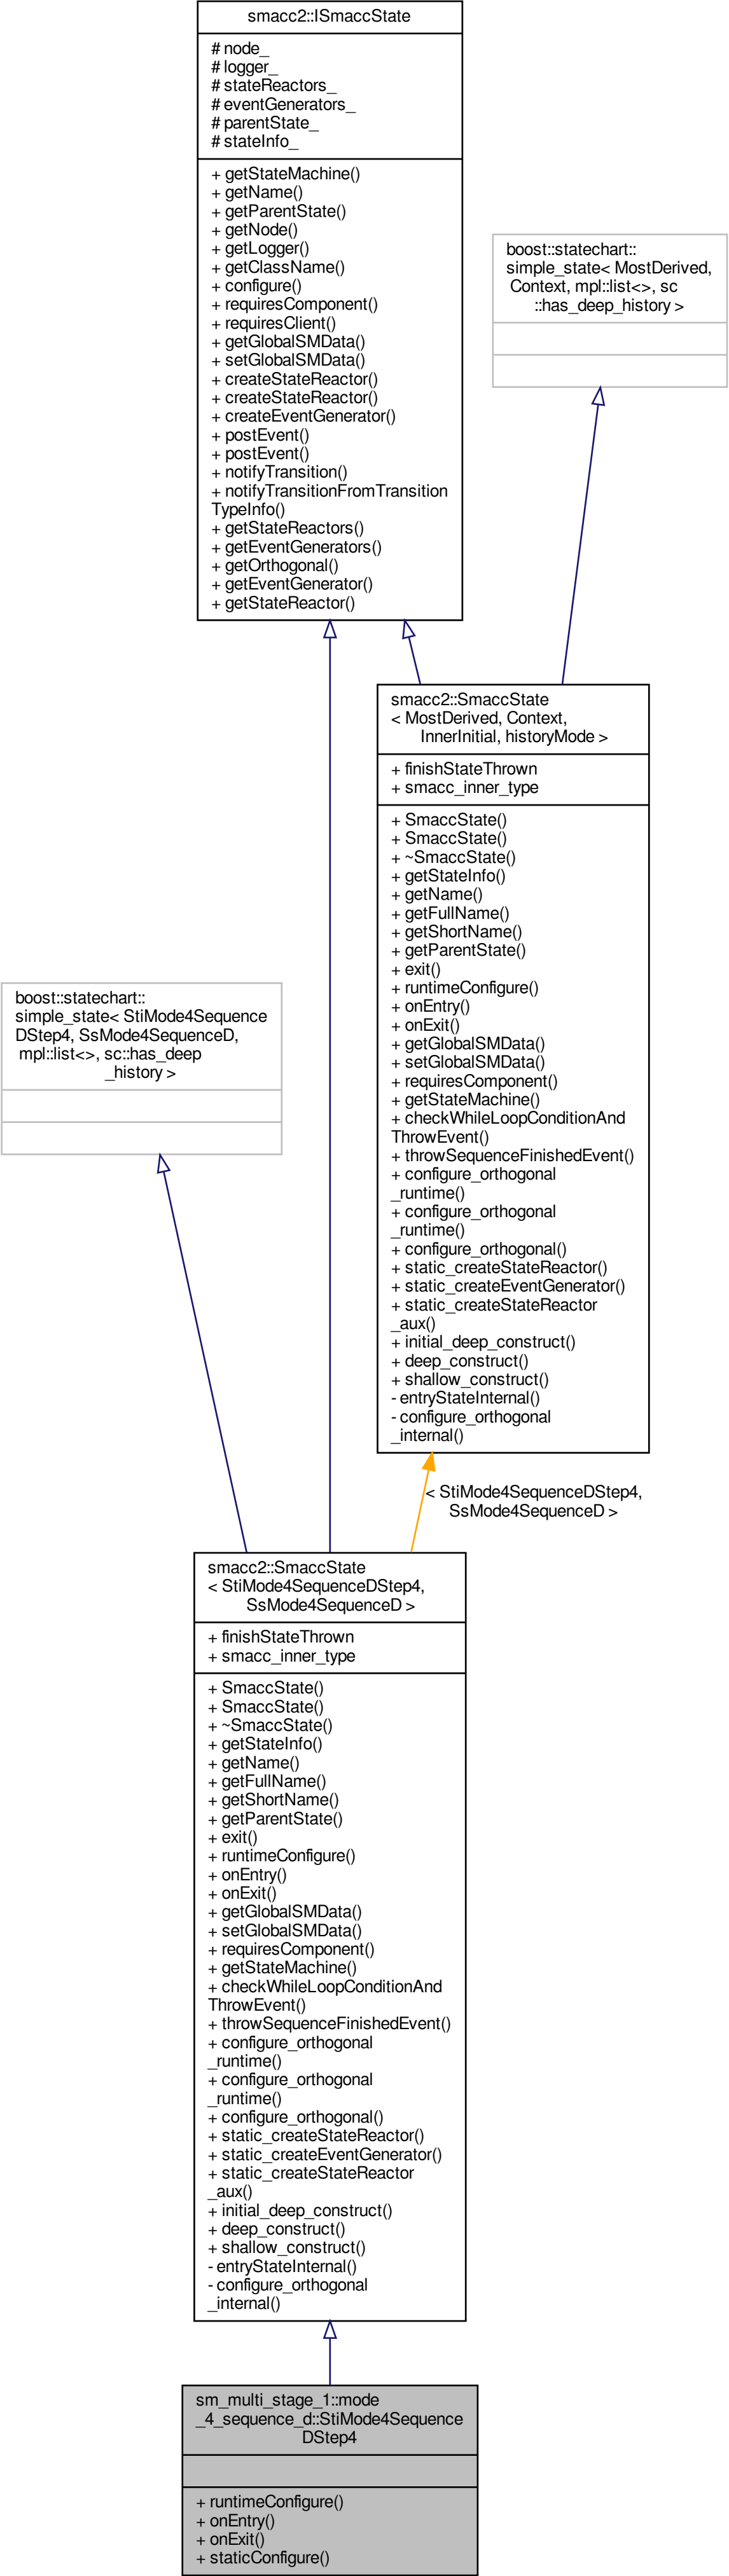 smacc2::ISmaccState
# node_
# logger_
# stateReactors_
# eventGenerators_
# parentState_
# stateInfo_
+ getStateMachine()
+ getName()
+ getParentState()
+ getNode()
+ getLogger()
+ getClassName()
+ configure()
+ requiresComponent()
+ requiresClient()
+ getGlobalSMData()
+ setGlobalSMData()
+ createStateReactor()
+ createStateReactor()
+ createEventGenerator()
+ postEvent()
+ postEvent()
+ notifyTransition()
+ notifyTransitionFromTransition
TypeInfo()
+ getStateReactors()
+ getEventGenerators()
+ getOrthogonal()
+ getEventGenerator()
+ getStateReactor()
boost::statechart::
simple_state< MostDerived,
Context, mpl::list<>, sc
::has_deep_history >
smacc2::SmaccState
< MostDerived, Context,
InnerInitial, historyMode >
+ finishStateThrown
+ smacc_inner_type
+ SmaccState()
+ SmaccState()
+ ~SmaccState()
+ getStateInfo()
+ getName()
+ getFullName()
+ getShortName()
+ getParentState()
+ exit()
+ runtimeConfigure()
+ onEntry()
+ onExit()
+ getGlobalSMData()
+ setGlobalSMData()
+ requiresComponent()
+ getStateMachine()
+ checkWhileLoopConditionAnd
ThrowEvent()
+ throwSequenceFinishedEvent()
+ configure_orthogonal
_runtime()
+ configure_orthogonal
_runtime()
+ configure_orthogonal()
+ static_createStateReactor()
+ static_createEventGenerator()
+ static_createStateReactor
_aux()
+ initial_deep_construct()
+ deep_construct()
+ shallow_construct()
- entryStateInternal()
- configure_orthogonal
_internal()
boost::statechart::
simple_state< StiMode4Sequence
DStep4, SsMode4SequenceD,
mpl::list<>, sc::has_deep
_history >
< StiMode4SequenceDStep4,
SsMode4SequenceD >
smacc2::SmaccState
< StiMode4SequenceDStep4,
SsMode4SequenceD >
+ finishStateThrown
+ smacc_inner_type
+ SmaccState()
+ SmaccState()
+ ~SmaccState()
+ getStateInfo()
+ getName()
+ getFullName()
+ getShortName()
+ getParentState()
+ exit()
+ runtimeConfigure()
+ onEntry()
+ onExit()
+ getGlobalSMData()
+ setGlobalSMData()
+ requiresComponent()
+ getStateMachine()
+ checkWhileLoopConditionAnd
ThrowEvent()
+ throwSequenceFinishedEvent()
+ configure_orthogonal
_runtime()
+ configure_orthogonal
_runtime()
+ configure_orthogonal()
+ static_createStateReactor()
+ static_createEventGenerator()
+ static_createStateReactor
_aux()
+ initial_deep_construct()
+ deep_construct()
+ shallow_construct()
- entryStateInternal()
- configure_orthogonal
_internal()
sm_multi_stage_1::mode
_4_sequence_d::StiMode4Sequence
DStep4
+ runtimeConfigure()
+ onEntry()
+ onExit()
+ staticConfigure()